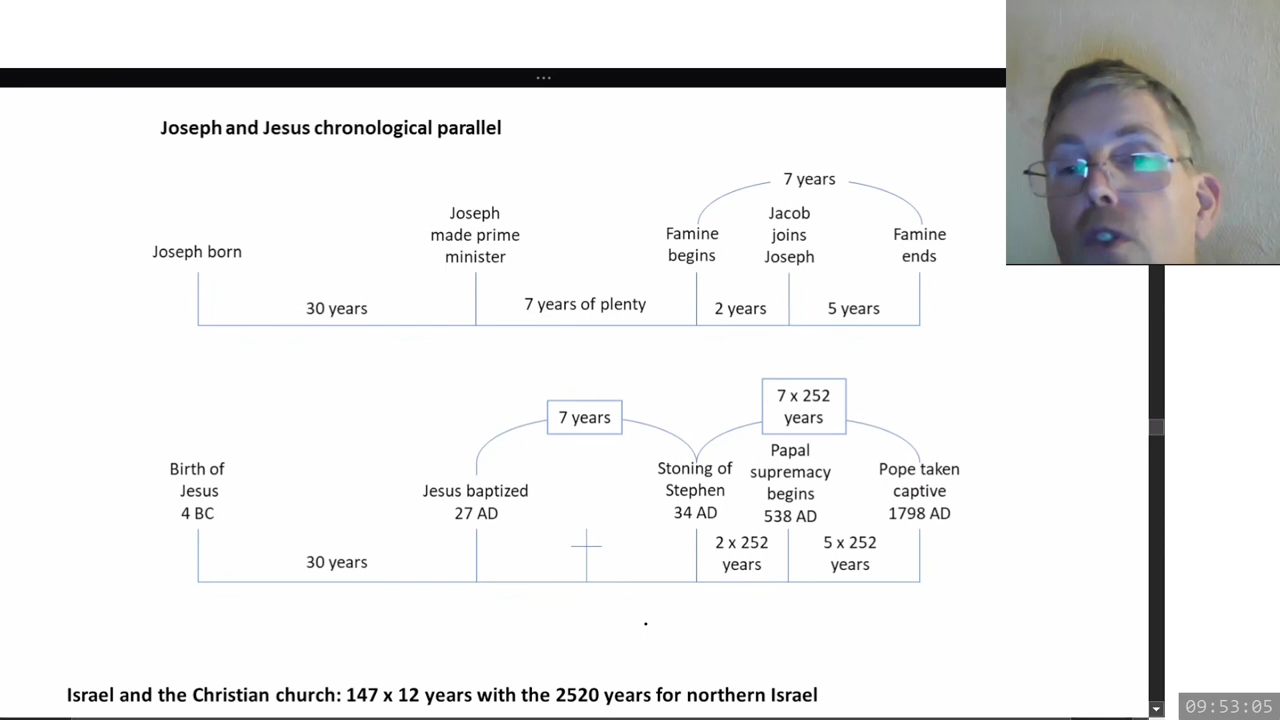 Joseph and Jesus chronological parallel
7 years
Joseph
made prime
minister
Jacob
joins
Joseph
Famine
begins
Famine
ends
Joseph born
30 years
7 years of plenty
2 years
5 years
7 x 252
years
7 years
Papal
supremacy
begins
538 AD
Birth of
Jesus
4 BC
Jesus baptized
27 AD
Stoning of
Stephen
34 AD
Pope taken
captive
1798 AD
30 years
2 x 252
years
5 x 252
years
Israel and the Christian church: 147 x 12 years with the 2520 years for northern Israel
09:53:05